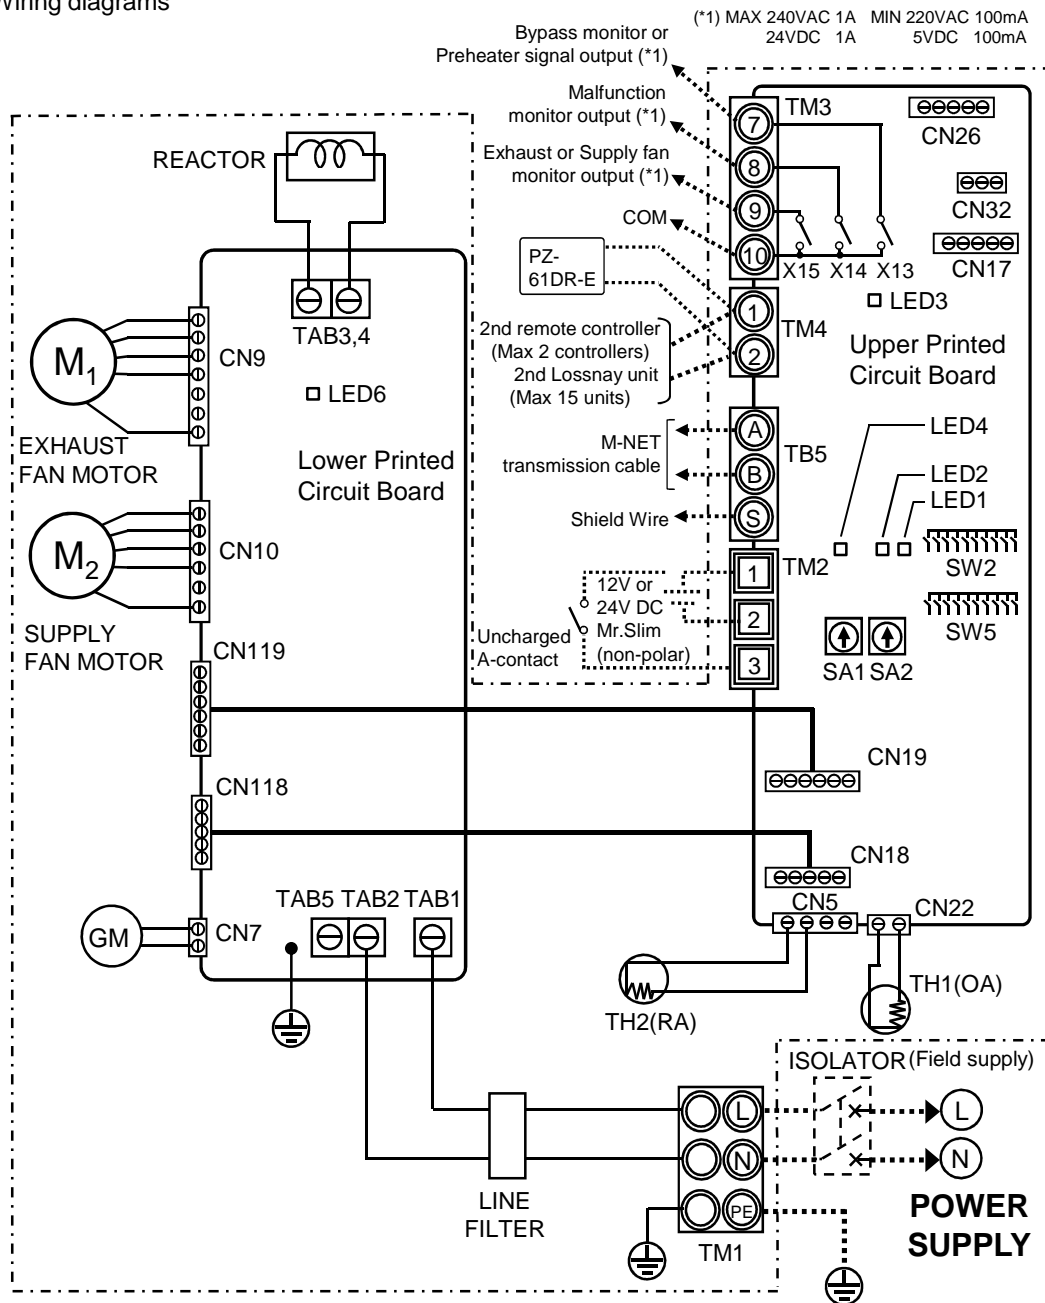 Wiring diagrams
(*1) MAX 240VAC 1A MIN 220VAC 100mA
24VDC 1A 5VDC 100mA
Bypass monitor or
Preheater signal output (*1)
Malfunction
monitor output (*1)
Exhaust or Supply fan
monitor output (*1)
COM
PZ-
61DR-E
2nd remote controller
(Max 2 controllers)
2nd Lossnay unit
(Max 15 units)
M-NET
transmission cable
Shield Wire
12V or
24V DC
Mr.Slim
(non-polar)
Uncharged
A-contact
7
8
9
10
TM3
X15 X14 X13
1
2
TM4
A
B
S
TB5
1
2
3
TM2
CN26
CN32
CN17
LED3
Upper Printed
Circuit Board
LED4
LED2
LED1
SW2
SW5
SA1 SA2
CN19
CN18
CN5
CN22
TH2(RA)
TH1(OA)
REACTOR
TAB3,4
CN9
LED6
M1
EXHAUST
FAN MOTOR
Lower Printed
Circuit Board
CN10
M2
SUPPLY
FAN MOTOR
CN119
CN118
TAB5 TAB2 TAB1
GM
CN7
LINE
FILTER
L
N
PE
TM1
ISOLATOR (Field supply)
L
N
POWER
SUPPLY